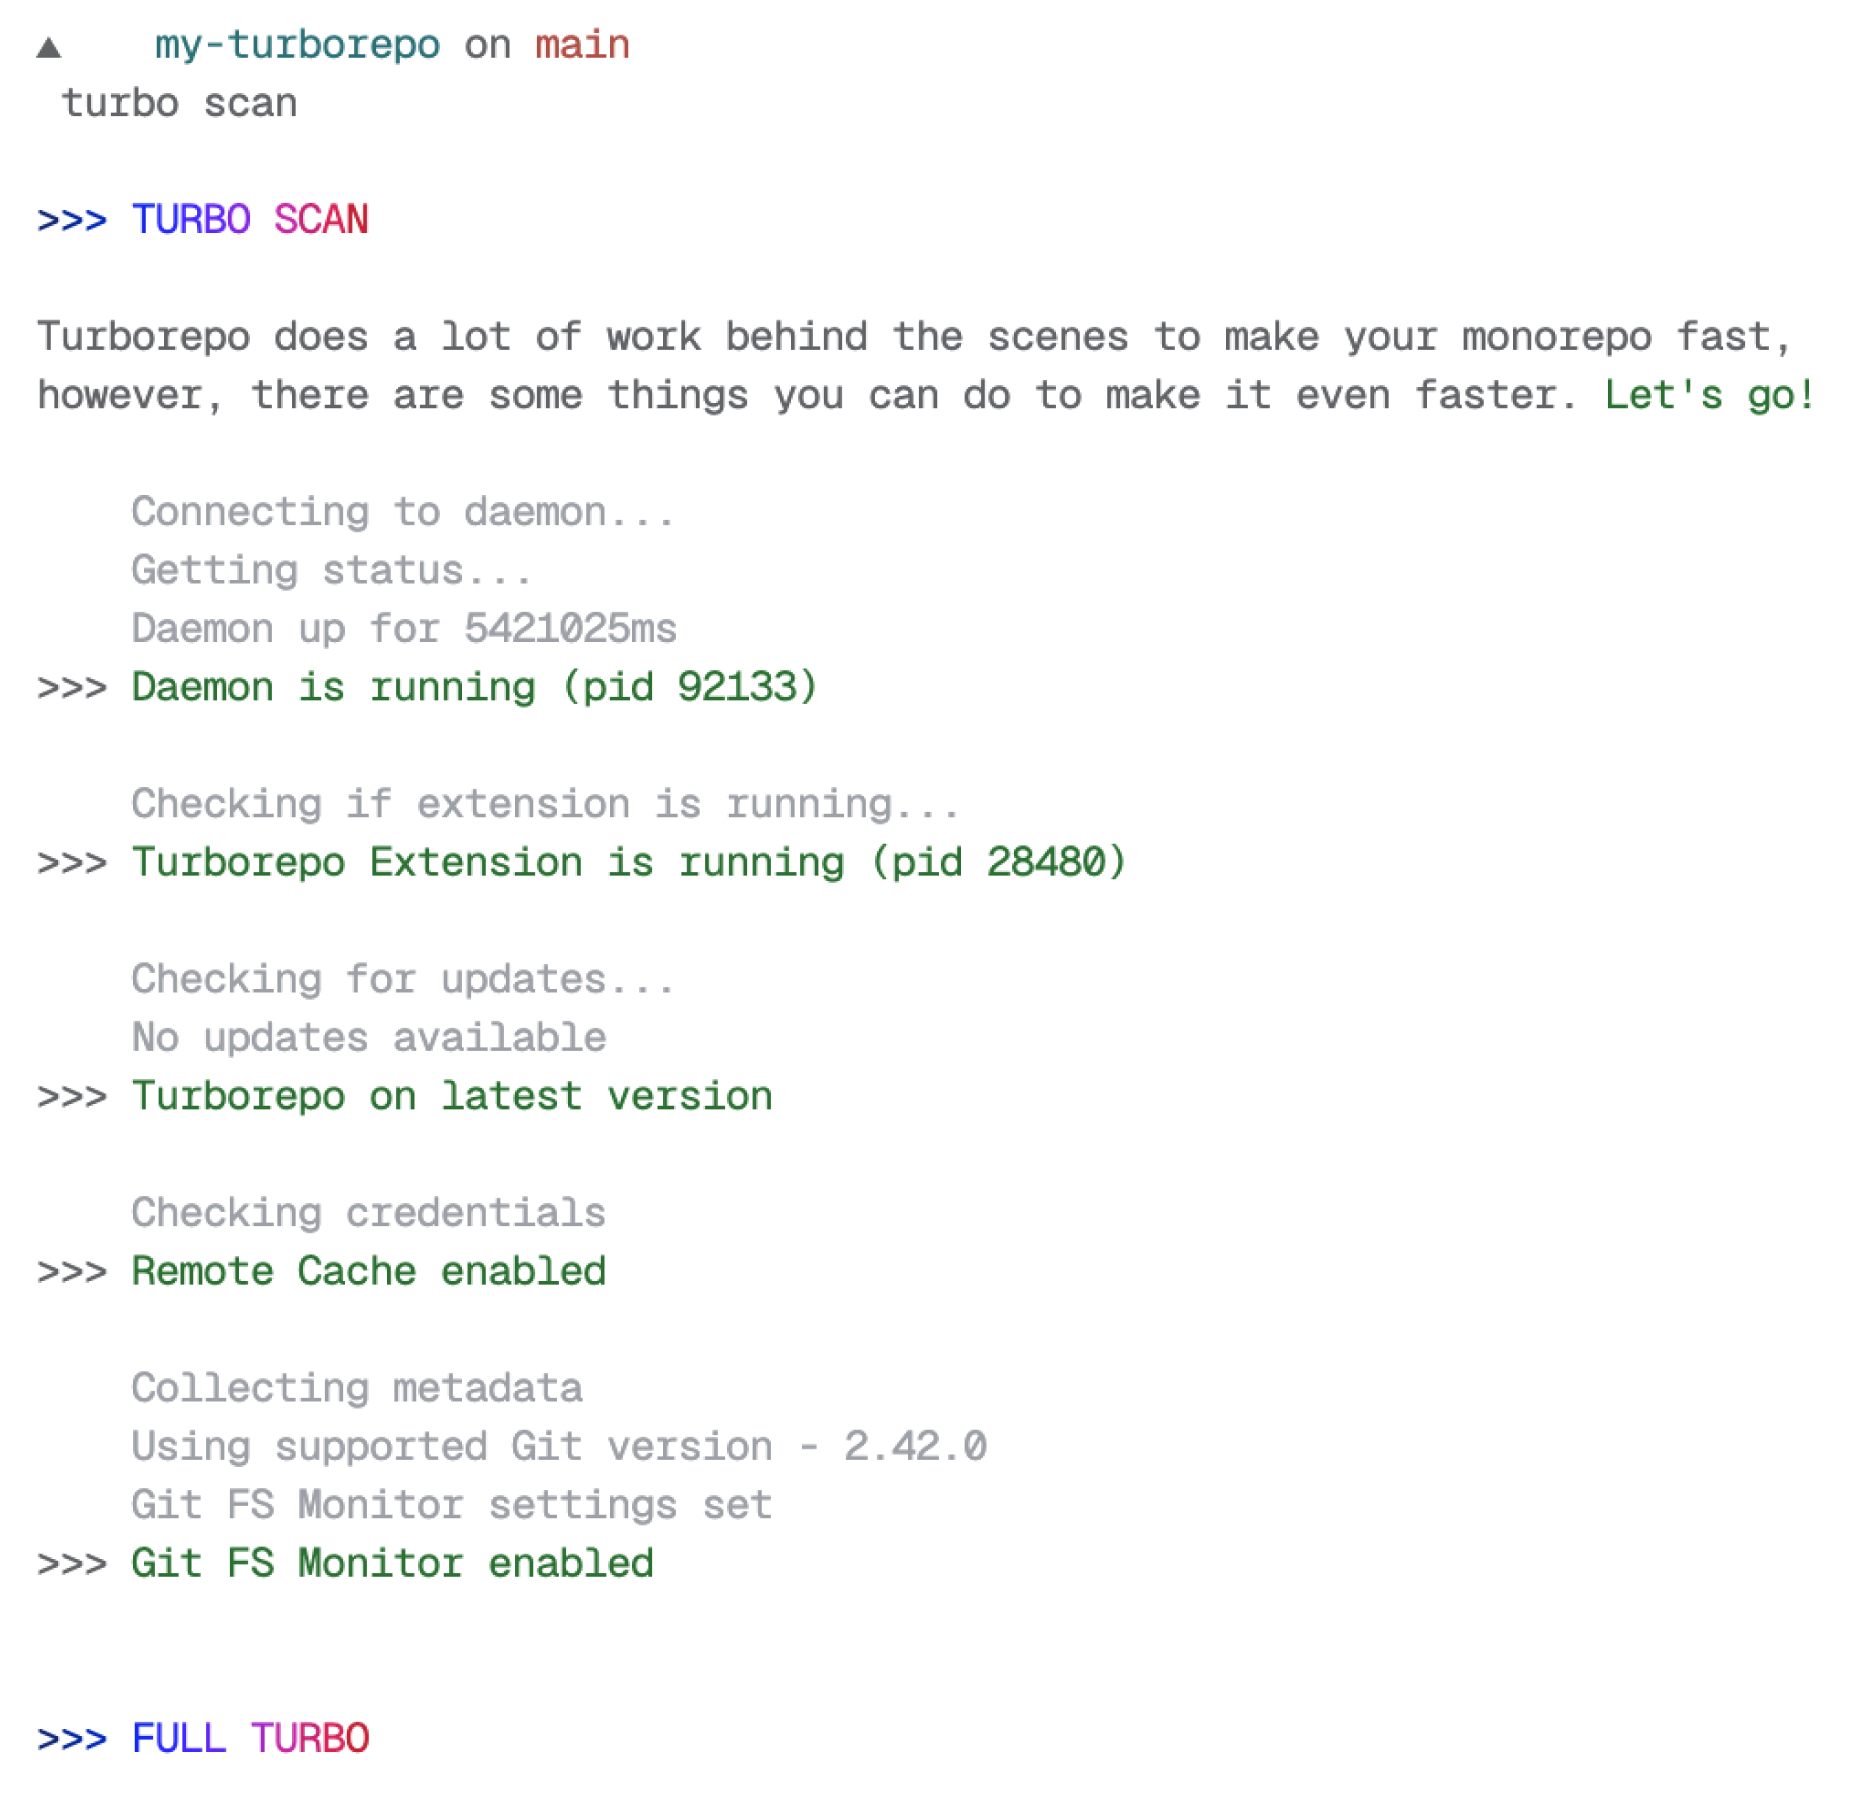 ▲    my-turborepo on main
 turbo scan

>>> TURBO SCAN

Turborepo does a lot of work behind the scenes to make your monorepo fast,
however, there are some things you can do to make it even faster. Let's go!

    Connecting to daemon...
    Getting status...
    Daemon up for 5421025ms
>>> Daemon is running (pid 92133)

    Checking if extension is running...
>>> Turborepo Extension is running (pid 28480)

    Checking for updates...
    No updates available
>>> Turborepo on latest version

    Checking credentials
>>> Remote Cache enabled

    Collecting metadata
    Using supported Git version - 2.42.0
    Git FS Monitor settings set
>>> Git FS Monitor enabled


>>> FULL TURBO